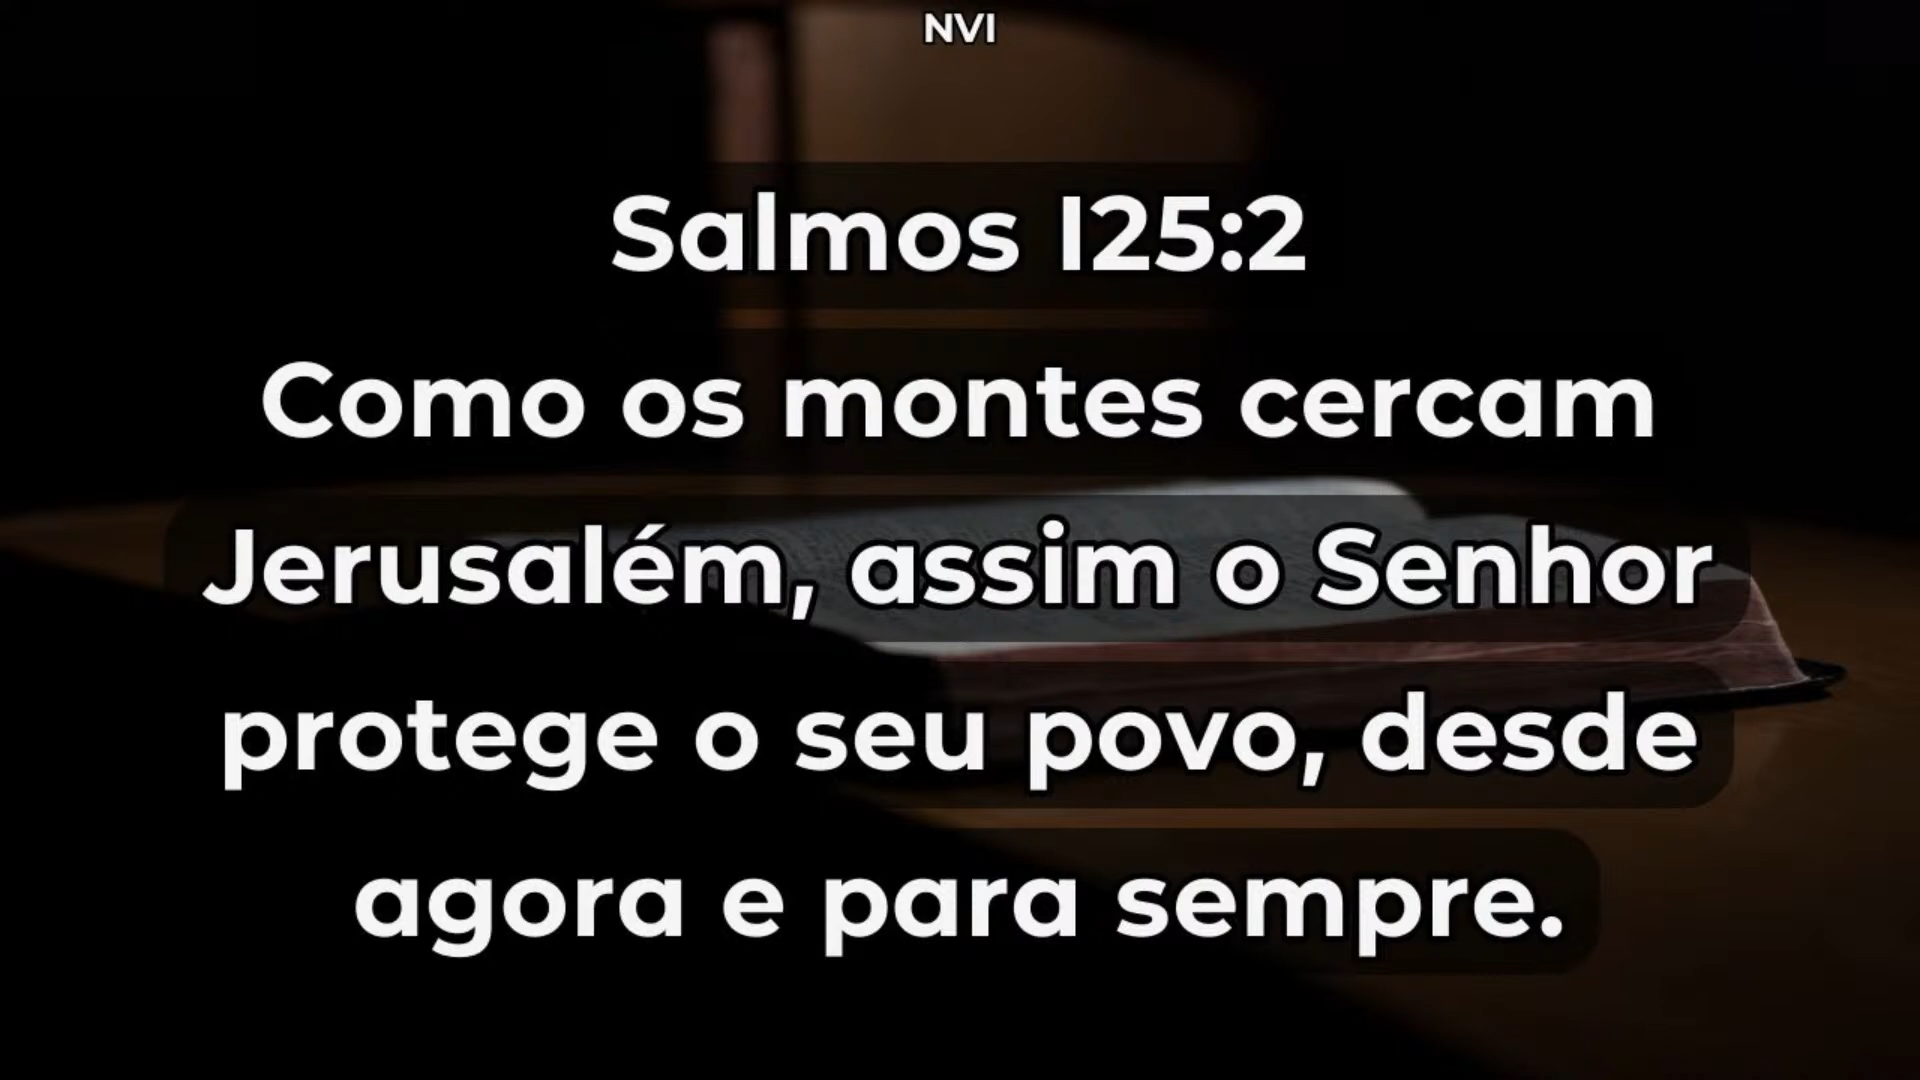 NVI
Salmos 125:2
Como os montes cercam
Jerusalém, assim o Senhor
protege o seu povo, desde
agora e para sempre.